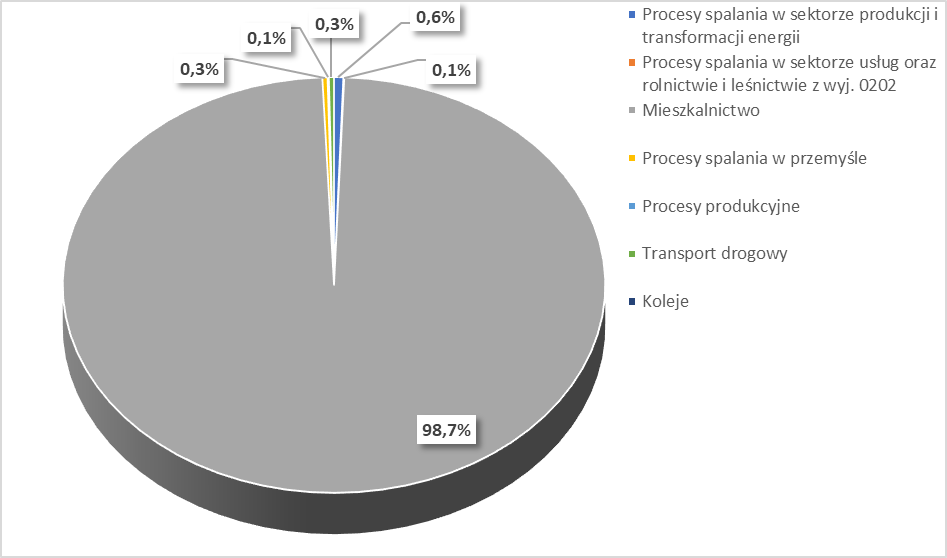 0,3%
0,6%
0,1%
0,3%
0,1%
98,7%
Procesy spalania w sektorze produkcji i
transformacji energii
Procesy spalania w sektorze usług oraz
rolnictwie i leśnictwie z wyj. 0202
Mieszkalnictwo
Procesy spalania w przemyśle
Procesy produkcyjne
Transport drogowy
Koleje